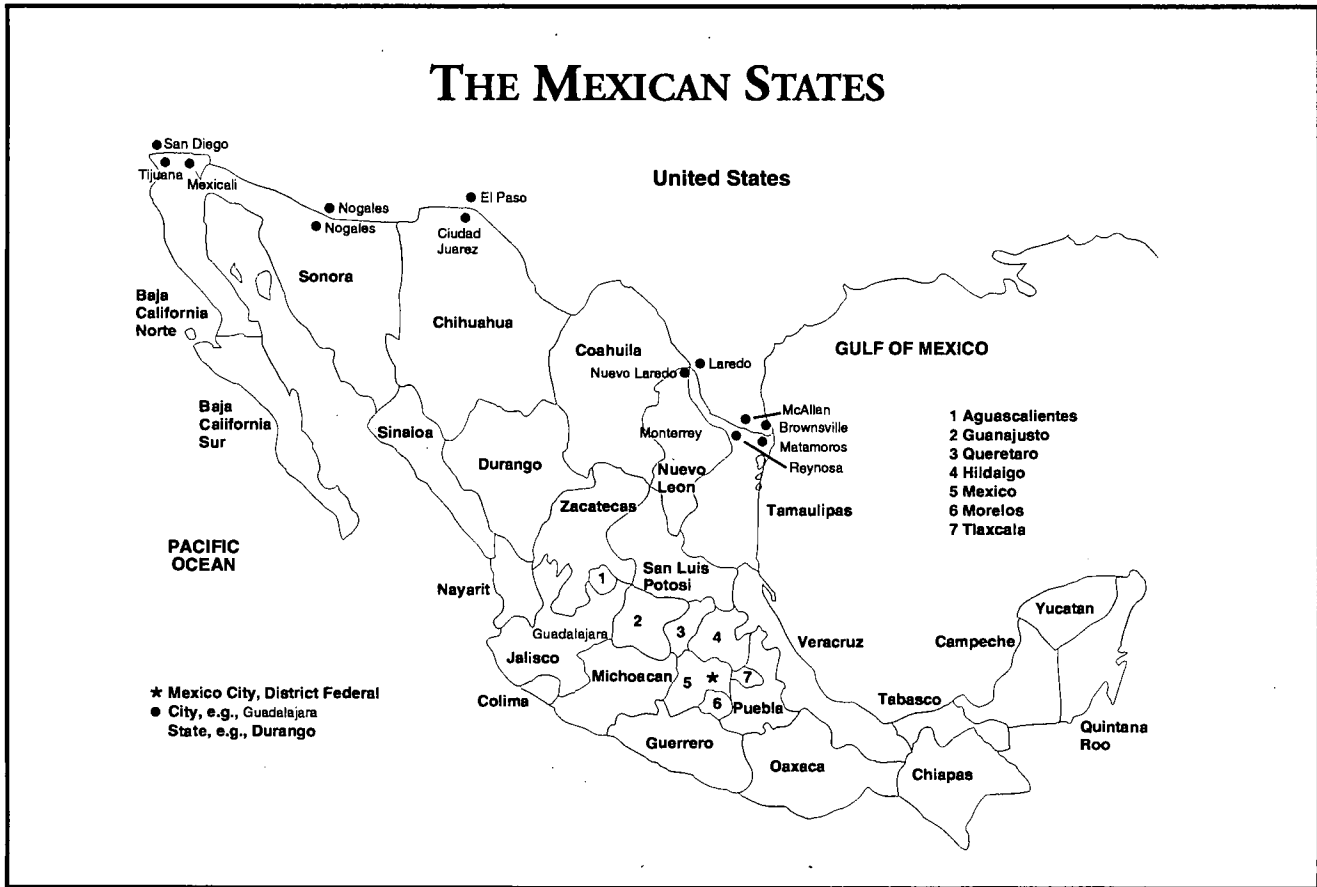 THE MEXICAN STATES
San Diego
Tijuana
Mexicali
United States
Nogales
Nogales
El Paso
Ciudad
Juarez
Sonora
Baja
California
Norte
Chihuahua
Coahuila
GULF OF MEXICO
Nuevo Laredo
Laredo
Baja
California
Sur
Sinaloa
Monterrey
McAllan
Brownsville
Matamoros
Reynosa
Durango
Nuevo
Leon
Zacatecas
Tamaulipas
1 Aguascalientes
2 Guanajusto
3 Queretaro
4 Hildaigo
5 Mexico
6 Morelos
7 Tlaxcala
PACIFIC
OCEAN
Nayarit
1
San Luis
Potosi
2
3
4
Guadalajara
Jalisco
Michoacan
5
7
6
Puebla
Veracruz
Campeche
Yucatan
Colima
Tabasco
Quintana
Roo
Guerrero
Oaxaca
Chiapas
★ Mexico City, District Federal
● City, e.g., Guadalajara
State, e.g., Durango